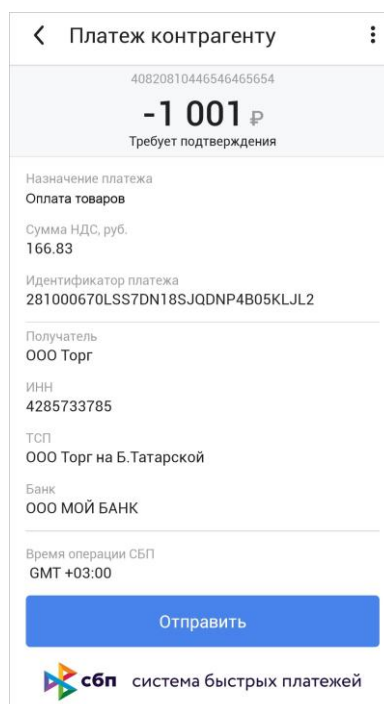 Платеж контрагенту
40820810446546465654
-1 001 ₽
Требует подтверждения
Назначение платежа
Оплата товаров
Сумма НДС, руб.
166.83
Идентификатор платежа
281000670LSS7DN18SJQDNP4B05KLJL2
Получатель
ООО Торг
ИНН
4285733785
ТСП
ООО Торг на Б.Татарской
Банк
ООО МОЙ БАНК
Время операции СБП
GMT +03:00
Отправить
сбп система быстрых платежей